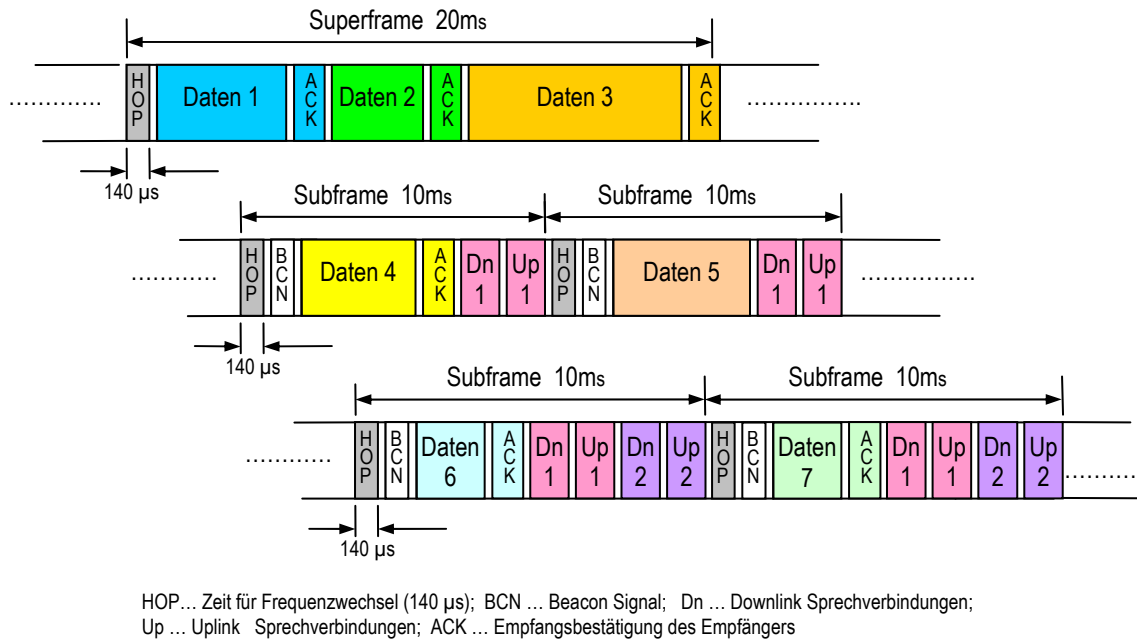 Superframe 20ms
............. HOP Daten 1 ACK Daten 2 ACK Daten 3 ACK ................
140 µs
Subframe 10ms Subframe 10ms
............ HOP BCN Daten 4 ACK Dn 1 Up 1 HOP BCN Daten 5 Dn 1 Up 1 ................
140 µs
Subframe 10ms Subframe 10ms
............ HOP BCN Daten 6 ACK Dn 1 Up 1 Dn 2 Up 2 HOP BCN Daten 7 ACK Dn 1 Up 1 Dn 2 Up 2 ..............
140 µs
HOP… Zeit für Frequenzwechsel (140 µs); BCN … Beacon Signal; Dn … Downlink Sprechverbindungen;
Up … Uplink Sprechverbindungen; ACK … Empfangsbestätigung des Empfängers